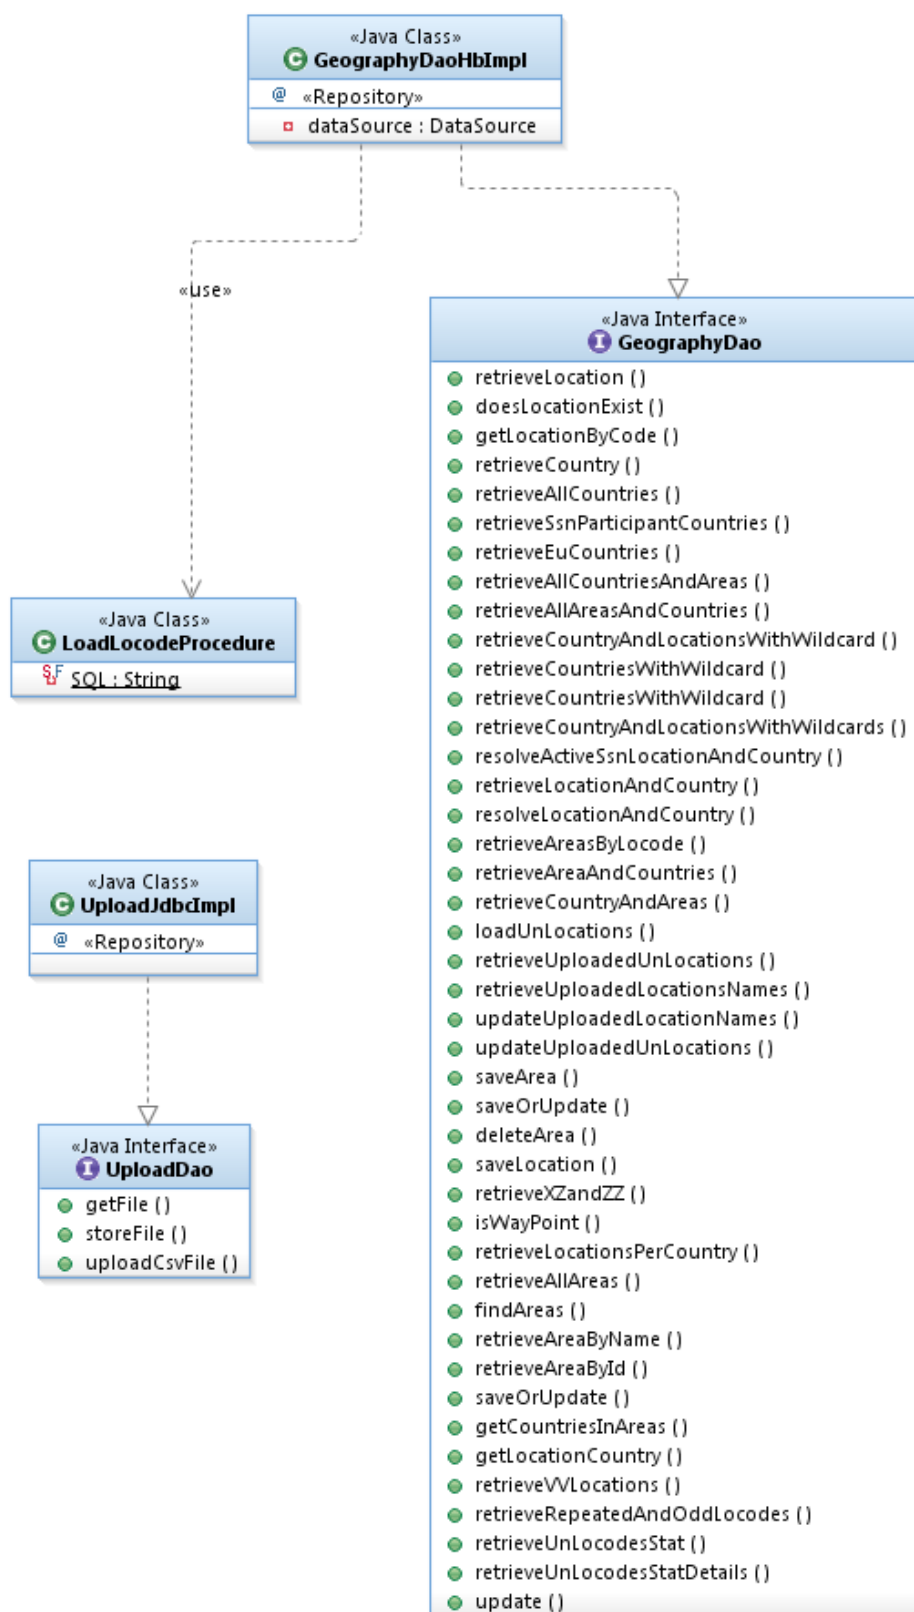 «Java Class»
GeographyDaoHbImpl
@ «Repository»
dataSource : DataSource
«use»
«Java Interface»
I GeographyDao
retrieveLocation ()
doesLocationExist ()
getLocationByCode ()
retrieveCountry ()
retrieveAllCountries ()
retrieveSsnParticipantCountries ()
retrieveEuCountries ()
retrieveAllCountriesAndAreas ()
retrieveAllAreasAndCountries ()
retrieveCountryAndLocationsWithWildcard ()
retrieveCountriesWithWildcard ()
retrieveCountriesWithWildcard ()
retrieveCountryAndLocationsWithWildcards ()
resolveActiveSsnLocationAndCountry ()
retrieveLocationAndCountry ()
resolveLocationAndCountry ()
retrieveAreasByLocode ()
retrieveAreaAndCountries ()
retrieveCountryAndAreas ()
loadUnLocations ()
retrieveUploadedUnLocations ()
retrieveUploadedLocationsNames ()
updateUploadedLocationNames ()
updateUploadedUnLocations ()
saveArea ()
saveOrUpdate ()
deleteArea ()
saveLocation ()
retrieveXZandZZ ()
isWayPoint ()
retrieveLocationsPerCountry ()
retrieveAllAreas ()
findAreas ()
retrieveAreaByName ()
retrieveAreaById ()
saveOrUpdate ()
getCountriesInAreas ()
getLocationCountry ()
retrieveVVLocations ()
retrieveRepeatedAndOddLocodes ()
retrieveUnLocodesStat ()
retrieveUnLocodesStatDetails ()
update ()
«Java Class»
C LoadLocodeProcedure
S F SQL : String
«Java Class»
C UploadJdbcImpl
@ «Repository»
«Java Interface»
I UploadDao
getFile ()
storeFile ()
uploadCsvFile ()